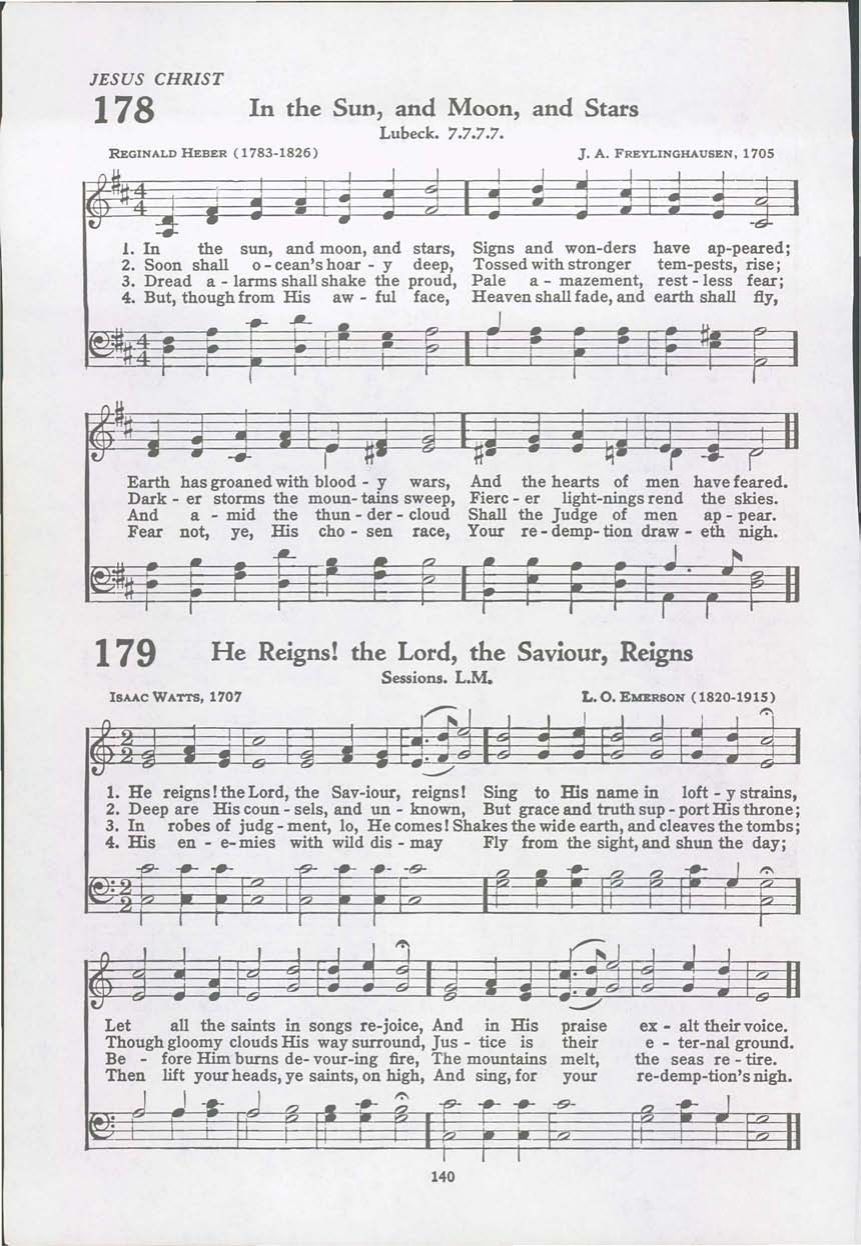 JESUS CHRIST
178 In the Sun, and Moon, and Stars
Lubeck. 7.7.7.7.
REGINALD HEBER (1783-1826) J. A. FREYLINGHAUSEN, 1705
1. In the sun, and moon, and stars, Signs and won-ders have ap-peared;
2. Soon shall o-cean's hoar-y deep, Tossed with stronger tem-pests, rise;
3. Dread a-larms shall shake the proud, Pale a-mazement, rest-less fear;
4. But, though from His aw-ful face, Heaven shall fade, and earth shall fly,
Earth has groaned with blood-y wars, And the hearts of men have feared.
Dark-er storms the moun-tains sweep, Fierc-er light-nings rend the skies.
And a-mid the thun-der-cloud Shall the Judge of men ap-pear.
Fear not, ye, His cho-sen race, Your re-demp-tion draw-eth nigh.
179 He Reigns! the Lord, the Saviour, Reigns
Sessions. L.M.
ISAAC WATTS, 1707 L. O. EMERSON (1820-1915)
1. He reigns! the Lord, the Sav-iour, reigns! Sing to His name in loft-y strains,
2. Deep are His coun-sels, and un-known, But grace and truth sup-port His throne;
3. In robes of judg-ment, lo, He comes! Shakes the wide earth, and cleaves the tombs;
4. His en-e-mies with wild dis-may Fly from the sight, and shun the day;
Let all the saints in songs re-joice, And in His praise ex-alt their voice.
Though gloomy clouds His way surround, Jus-tice is their e-ter-nal ground.
Be-fore Him burns de-vour-ing fire, The mountains melt, the seas re-tire.
Then lift your heads, ye saints, on high, And sing, for your re-demp-tion's nigh.
140